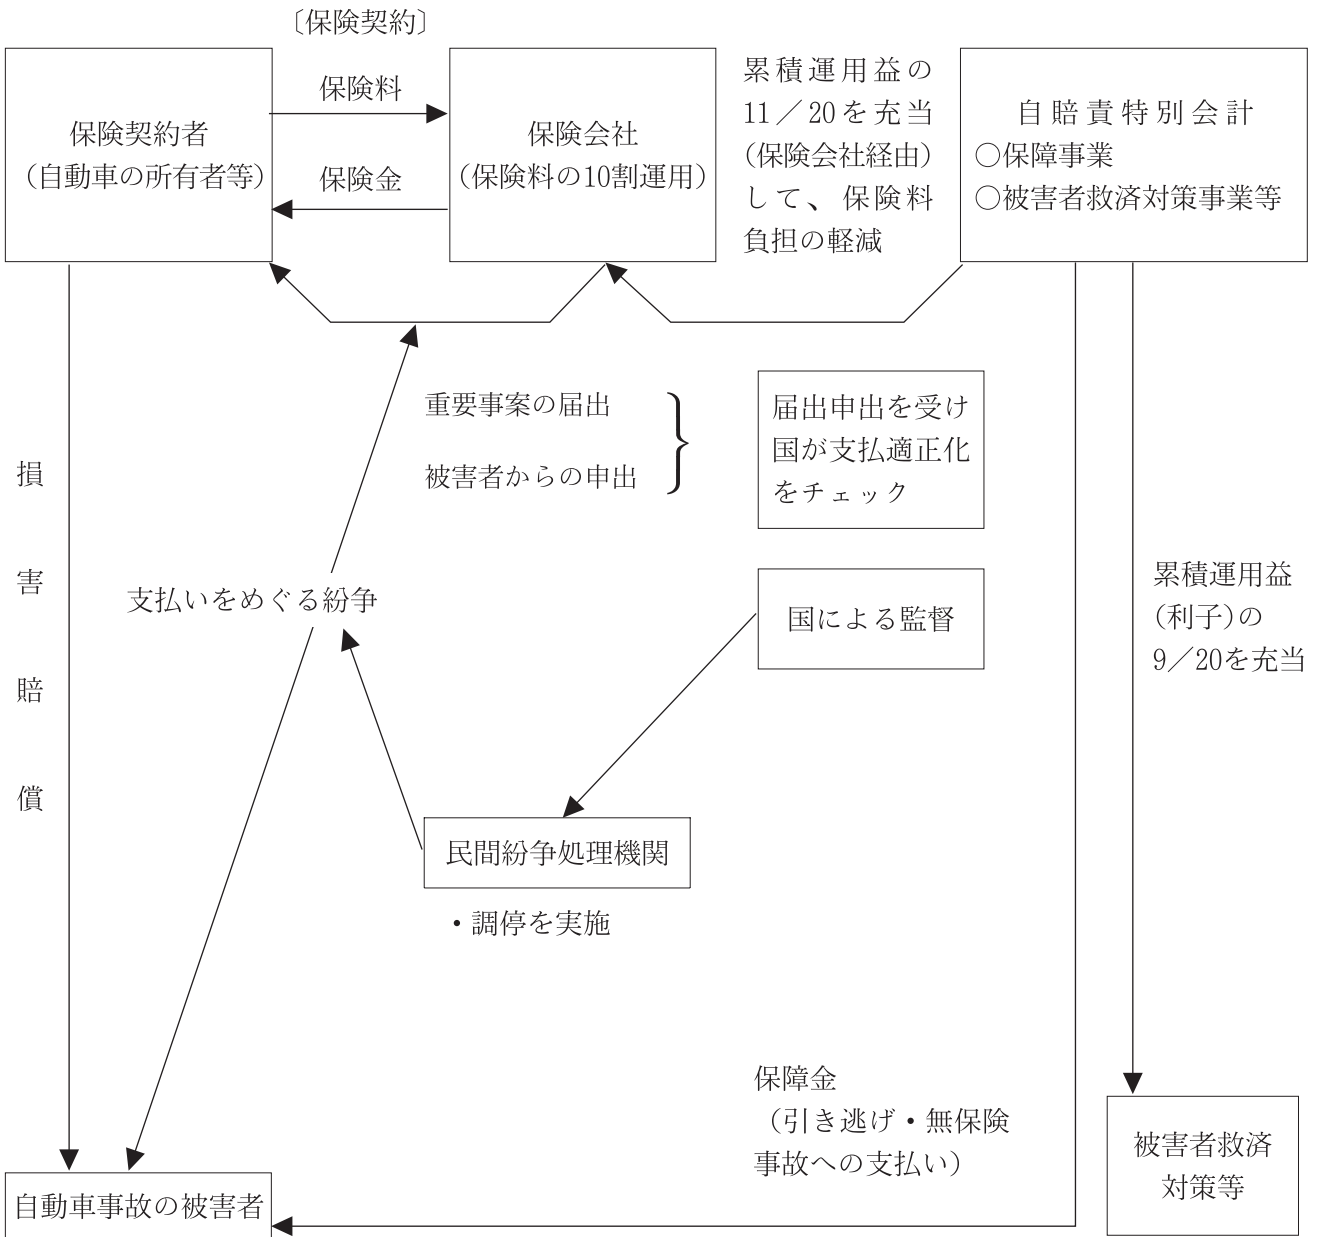 〔保険契約〕
保険料
保険金
保険契約者
（自動車の所有者等）
保険会社
（保険料の10割運用）
累積運用益の
11／20を充当
（保険会社経由）
して、保険料
負担の軽減
自賠責特別会計
○保障事業
○被害者救済対策事業等
重要事案の届出
被害者からの申出
届出申出を受け
国が支払適正化
をチェック
損害賠償
支払いをめぐる紛争
国による監督
累積運用益
（利子）の
9／20を充当
民間紛争処理機関
・調停を実施
保障金
（引き逃げ・無保険
事故への支払い）
被害者救済
対策等
自動車事故の被害者